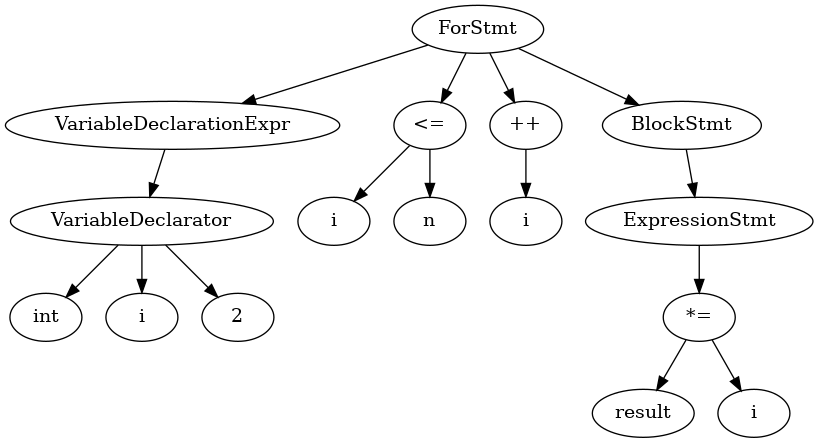 ForStmt
VariableDeclarationExpr
<=
++
BlockStmt
VariableDeclarator
i
n
i
ExpressionStmt
int
i
2
*=
result
i